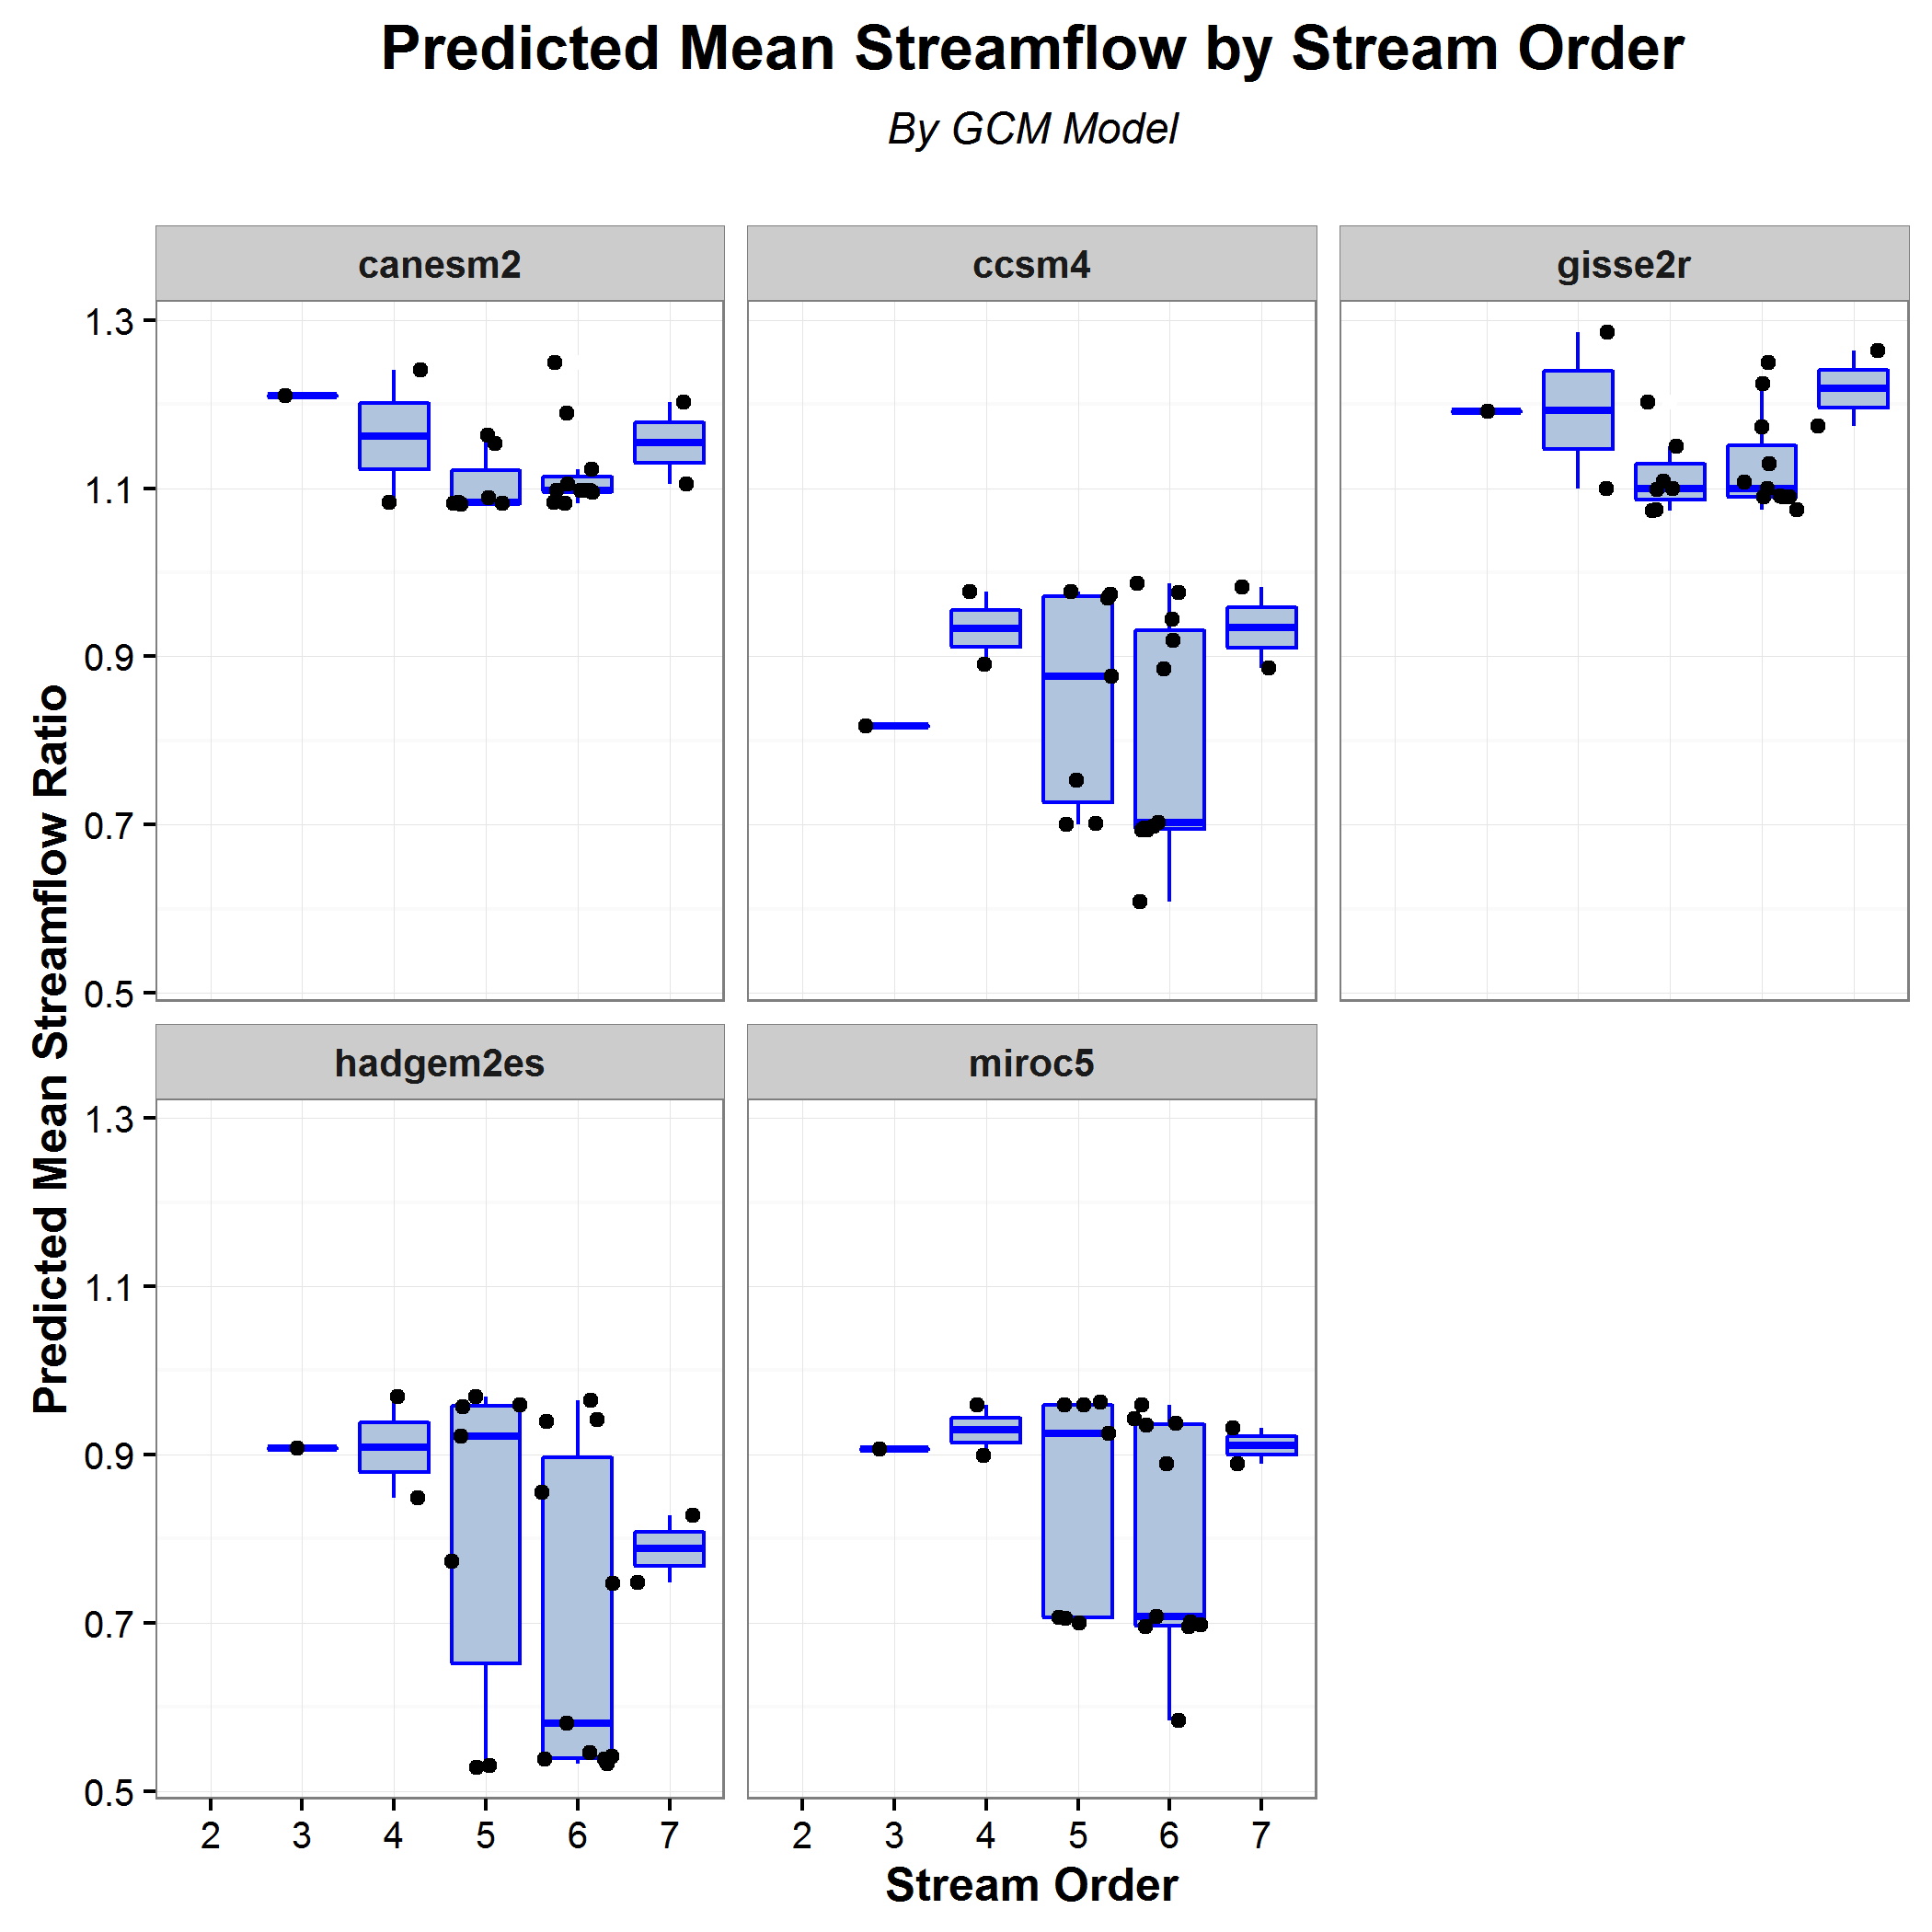 Predicted Mean Streamflow by Stream Order
By GCM Model
canesm2
ccsm4
gisse2r
1.3
1.1
0.9
0.7
0.5
Predicted Mean Streamflow Ratio
hadgem2es
miroc5
1.3
1.1
0.9
0.7
0.5
2 3 4 5 6 7
2 3 4 5 6 7
Stream Order